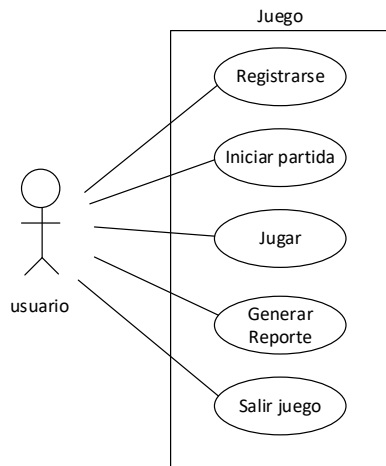 Juego
Registrarse
Iniciar partida
Jugar
usuario
Generar
Reporte
Salir juego